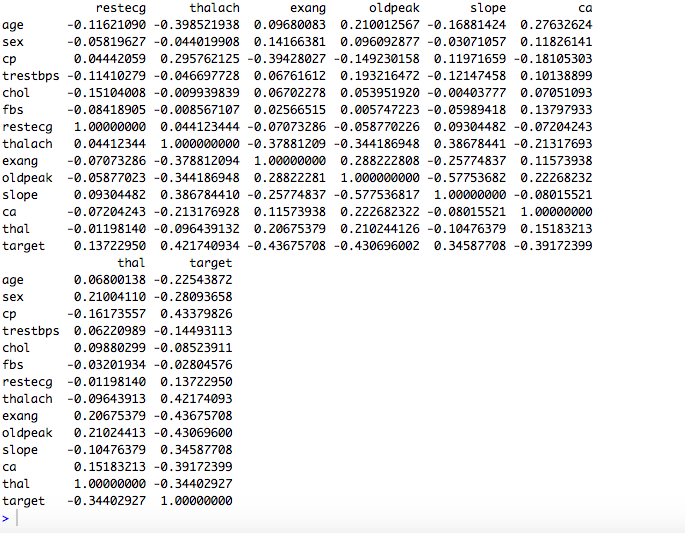 restecg      thalach       exang      oldpeak       slope          ca
age      -0.11621090 -0.398521938  0.09680083  0.210012567 -0.16881424  0.27632624
sex      -0.05819627 -0.044019908  0.14166381  0.096092877 -0.03071057  0.11826141
cp        0.04442059  0.295762125 -0.39428027 -0.149230158  0.11971659 -0.18105303
trestbps -0.11410279 -0.046697728  0.06761612  0.193216472 -0.12147458  0.10138899
chol     -0.15104008 -0.009939839  0.06702278  0.053951920 -0.00403777  0.07051093
fbs      -0.08418905 -0.008567107  0.02566515  0.005747223 -0.05989418  0.13797933
restecg   1.00000000  0.044123444 -0.07073286 -0.058770226  0.09304482 -0.07204243
thalach   0.04412344  1.000000000 -0.37881209 -0.344186948  0.38678441 -0.21317693
exang    -0.07073286 -0.378812094  1.00000000  0.288222808 -0.25774837  0.11573938
oldpeak  -0.05877023 -0.344186948  0.28822281  1.000000000 -0.57753682  0.22268232
slope     0.09304482  0.386784410 -0.25774837 -0.577536817  1.00000000 -0.08015521
ca       -0.07204243 -0.213176928  0.11573938  0.222682322 -0.08015521  1.00000000
thal     -0.01198140 -0.096439132  0.20675379  0.210244126 -0.10476379  0.15183213
target    0.13722950  0.421740934 -0.43675708 -0.430696002  0.34587708 -0.39172399
                thal      target
age       0.06800138 -0.22543872
sex       0.21004110 -0.28093658
cp       -0.16173557  0.43379826
trestbps  0.06220989 -0.14493113
chol      0.09880299 -0.08523911
fbs      -0.03201934 -0.02804576
restecg  -0.01198140  0.13722950
thalach  -0.09643913  0.42174093
exang     0.20675379 -0.43675708
oldpeak   0.21024413 -0.43069600
slope    -0.10476379  0.34587708
ca        0.15183213 -0.39172399
thal      1.00000000 -0.34402927
target   -0.34402927  1.00000000
>